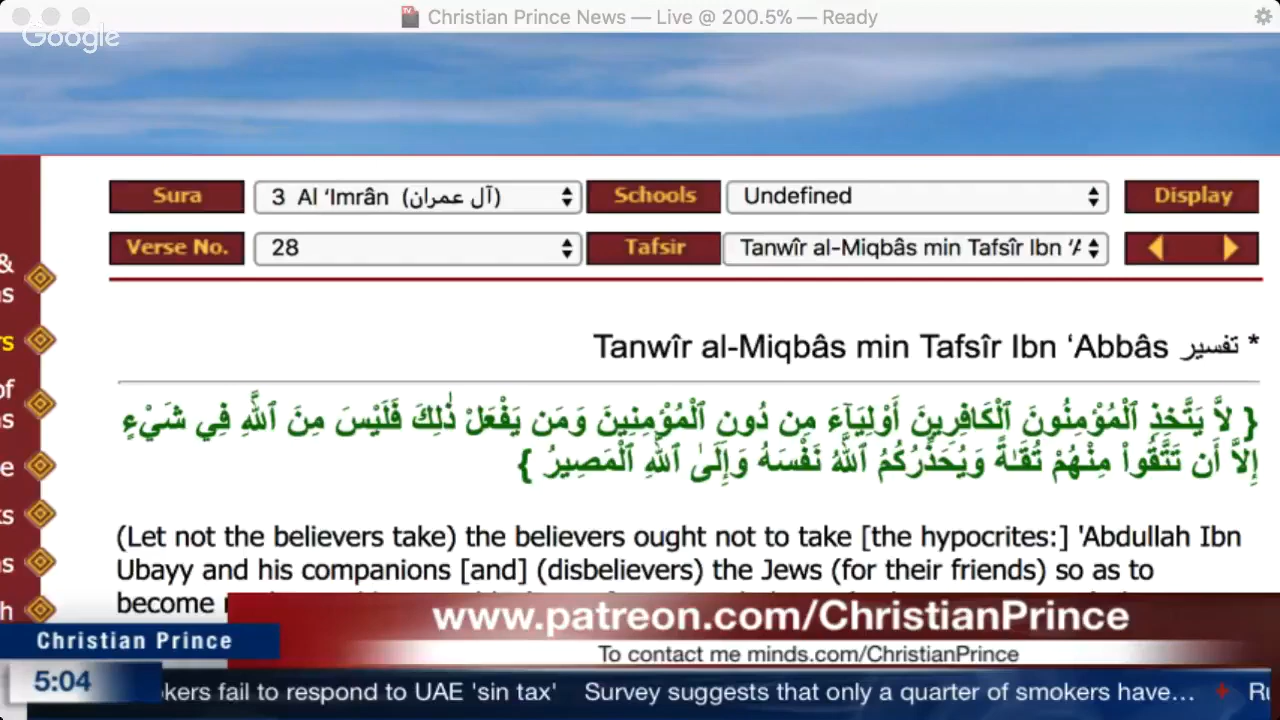 Christian Prince News — Live @ 200.5% — Ready
Google
Sura
3 Al ‘Imrân (آل عمران)
Schools
Undefined
Display
Verse No.
28
Tafsir
Tanwîr al-Miqbâs min Tafsîr Ibn ‘A
&
* تفسير Tanwîr al-Miqbâs min Tafsîr Ibn ‘Abbâs
{ لاَّ يَتَّخِذِ ٱلْمُؤْمِنُونَ ٱلْكَافِرِينَ أَوْلِيَآءَ مِن دُونِ ٱلْمُؤْمِنِينَ وَمَن يَفْعَلْ ذٰلِكَ فَلَيْسَ مِنَ ٱللَّهِ فِي شَيْءٍ
إِلاَّ أَن تَتَّقُواْ مِنْهُمْ تُقَـٰةً وَيُحَذِّرُكُمُ ٱللَّهُ نَفْسَهُ وَإِلَىٰ ٱللَّهِ ٱلْمَصِيرُ }
(Let not the believers take) the believers ought not to take [the hypocrites:] 'Abdullah Ibn
Ubayy and his companions [and] (disbelievers) the Jews (for their friends) so as to
become
www.patreon.com/ChristianPrince
Christian Prince
To contact me minds.com/ChristianPrince
5:04
kers fail to respond to UAE 'sin tax' Survey suggests that only a quarter of smokers have... + Ru